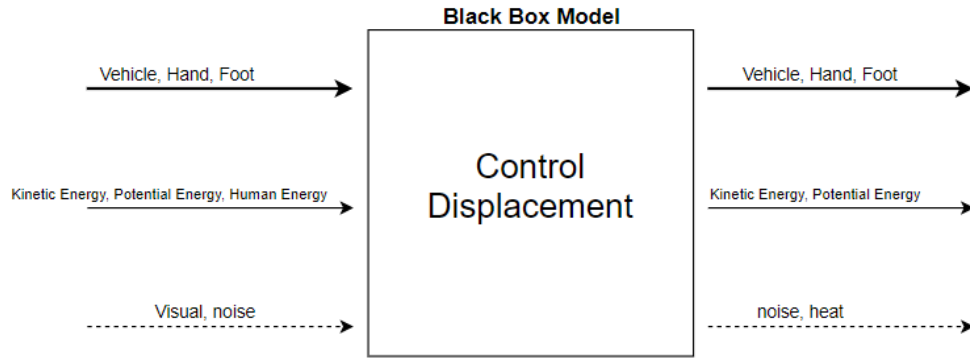 Black Box Model
Vehicle, Hand, Foot
Vehicle, Hand, Foot
Control
Displacement
Kinetic Energy, Potential Energy, Human Energy
Kinetic Energy, Potential Energy
Visual, noise
noise, heat